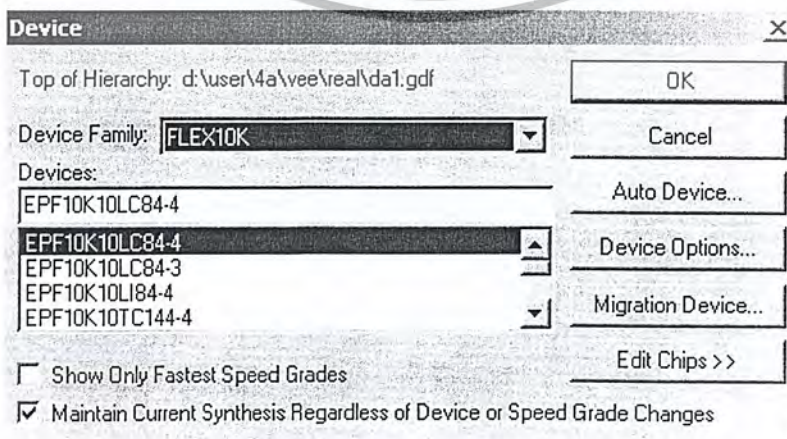 Device
Top of Hierarchy: d:\user\4a\vee\real\da1.gdf
OK
Device Family: FLEX10K
Cancel
Devices:
EPF10K10LC84-4
Auto Device...
EPF10K10LC84-4
EPF10K10LC84-3
EPF10K10LI84-4
EPF10K10TC144-4
Device Options...
Migration Device...
Edit Chips >>
Show Only Fastest Speed Grades
Maintain Current Synthesis Regardless of Device or Speed Grade Changes